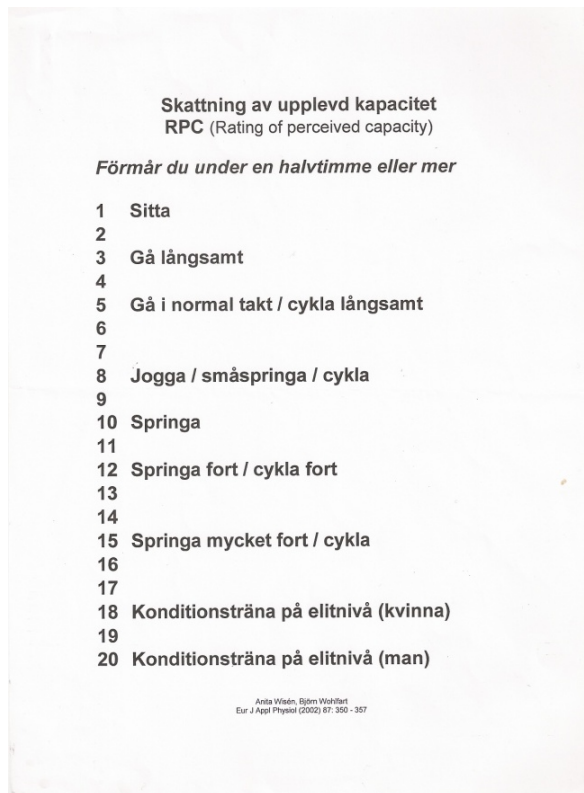 Skattning av upplevd kapacitet
RPC (Rating of perceived capacity)
Förmår du under en halvtimme eller mer
1 Sitta
2
3 Gå långsamt
4
5 Gå i normal takt / cykla långsamt
6
7
8 Jogga / småspringa / cykla
9
10 Springa
11
12 Springa fort / cykla fort
13
14
15 Springa mycket fort / cykla
16
17
18 Konditionsträna på elitnivå (kvinna)
19
20 Konditionsträna på elitnivå (man)
Anita Wisén, Björn Wohlfart
Eur J Appl Physiol (2002) 87: 350 - 357